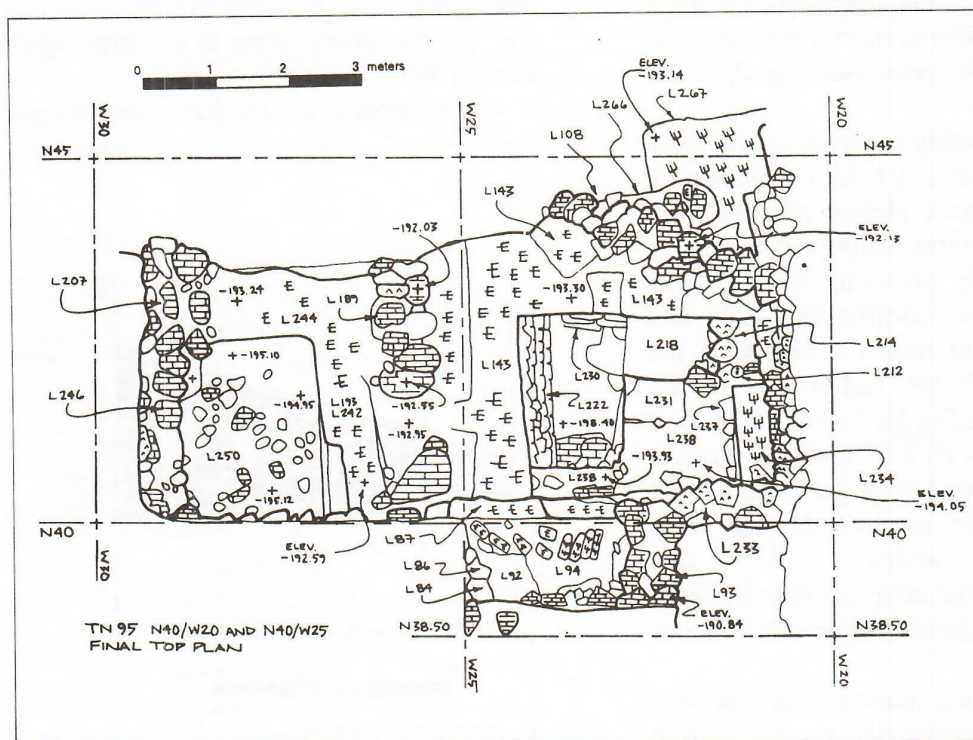 0 1 2 3 meters
ELEV.
-193.14
L266
L267
W30
W25
W20
N45
N45
L108
L143
-192.03
ELEV.
-192.13
L207
-193.24
L189
L244
-193.30
L143
L218
L214
-195.10
L143
L230
L212
L246
-194.95
L193
L242
-192.55
L222
L231
L237
-192.95
-198.40
L238
L250
-193.93
L234
-195.12
L238
ELEV.
-194.05
N40
N40
ELEV.
-192.59
L87
L233
L86
L92
L94
L84
L93
W30
ELEV.
-190.84
TN 95 N40/W20 AND N40/W25
FINAL TOP PLAN
N38.50
N38.50
W25
W20